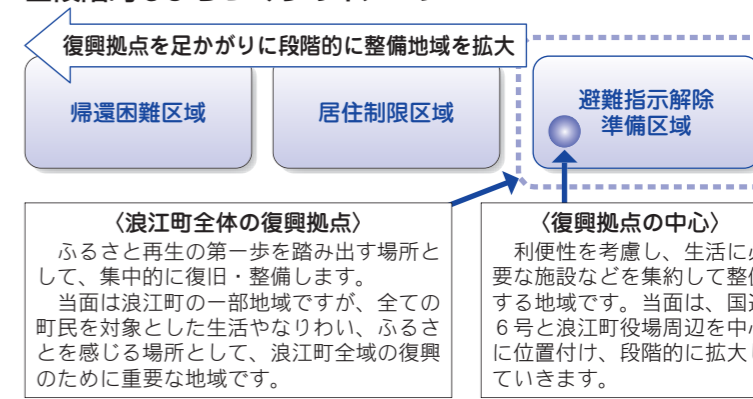 復興拠点を足かがりに段階的に整備地域を拡大
帰還困難区域
居住制限区域
避難指示解除
準備区域
〈浪江町全体の復興拠点〉
ふるさと再生の第一歩を踏み出す場所と
して、集中的に復旧・整備します。
当面は浪江町の一部地域ですが、全ての
町民を対象とした生活やなりわい、ふるさ
とを感じる場所として、浪江町全域の復興
のために重要な地域です。
〈復興拠点の中心〉
利便性を考慮し、生活に必
要な施設などを集約して整備
する地域です。当面は、国道
６号と浪江町役場周辺を中心
に位置付け、段階的に拡大し
ていきます。